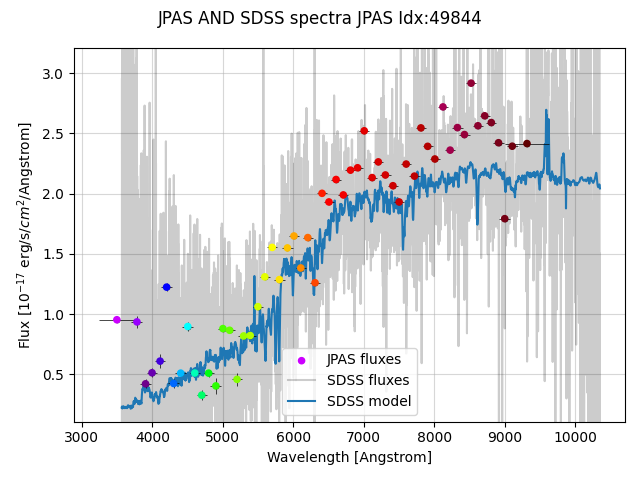 JPAS AND SDSS spectra JPAS Idx:49844
Flux [10⁻¹⁷ erg/s/cm²/Angstrom]
3.0
2.5
2.0
1.5
1.0
0.5
JPAS fluxes
SDSS fluxes
SDSS model
3000 4000 5000 6000 7000 8000 9000 10000
Wavelength [Angstrom]